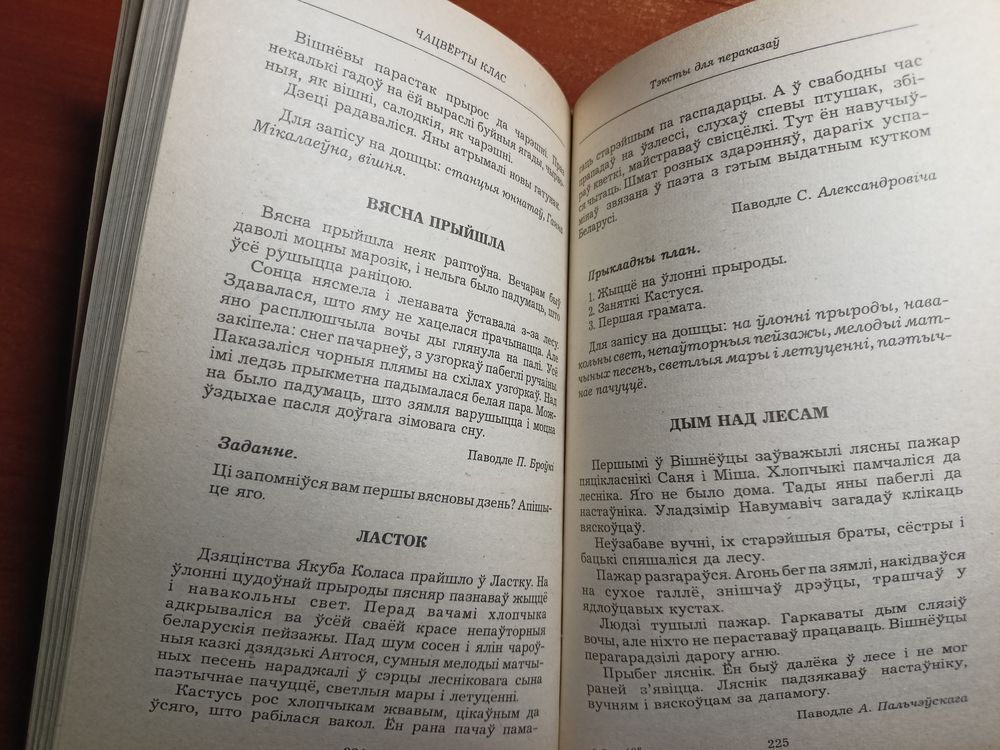 ЧАЦВЕРТЫ КЛАС
Вішнёвы парастак прырос да чарэшні. Праз
некалькі гадоў на ёй выраслі буйныя ягады, чырво-
ныя, як вішні, салодкія, як чарэшні.
Дзеці радаваліся. Яны атрымалі новы гатунак.
Для запісу на дошцы: станцыя юннатаў, Ганна
Мікалаеўна, вішня.
ВЯСНА ПРЫЙШЛА
Вясна прыйшла неяк раптоўна. Вечарам быў
даволі моцны марозік, і нельга было падумаць, што
ўсё рушыцца раніцою.
Сонца нясмела і ленавата ўставала з-за лесу.
Здавалася, што яму не хацелася прачынацца. Але
яно расплюшчыла вочы ды глянула на палі. Усё
закіпела: снег пачарнеў, з узгоркаў пабеглі ручаіны.
Паказаліся чорныя плямы на схілах узгоркаў. Над
імі ледзь прыкметна падымалася белая пара. Мож-
на было падумаць, што зямля варушыцца і моцна
ўздыхае пасля доўгага зімовага сну.
Паводле П. Броўкі
Заданне.
Ці запомніўся вам першы вясновы дзень? Апішы-
це яго.
ЛАСТОК
Дзяцінства Якуба Коласа прайшло ў Ластку. На
ўлонні цудоўнай прыроды пясняр пазнаваў жыццё
і навакольны свет. Перад вачамі хлопчыка
адкрываліся ва ўсёй сваёй красе непаўторныя
беларускія пейзажы. Пад шум сосен і ялін чароў-
ныя казкі дзядзькі Антося, сумныя мелодыі матчы-
ных песень нараджалі ў сэрцы лесніковага сына
паэтычнае пачуццё, светлыя мары і летуценні.
Кастусь рос хлопчыкам жвавым, цікаўным да
ўсяго, што рабілася вакол. Ён рана пачаў пама-
Тэксты для пераказаў
гаць старэйшым па гаспадарцы. А ў свабодны час
прападаў на ўзлессі, слухаў спевы птушак, збі-
раў кветкі, майстраваў свісцёлкі. Тут ён навучыў-
ся чытаць. Шмат розных здарэнняў, дарагіх успа-
мінаў звязана ў паэта з гэтым выдатным кутком
Беларусі.
Паводле С. Александровіча
Прыкладны план.
1. Жыццё на ўлонні прыроды.
2. Заняткі Кастуся.
3. Першая грамата.
Для запісу на дошцы: на ўлонні прыроды, нава-
кольны свет, непаўторныя пейзажы, мелодыі мат-
чыных песень, светлыя мары і летуценні, паэтыч-
нае пачуццё.
ДЫМ НАД ЛЕСАМ
Першымі ў Вішнёўцы заўважылі лясны пажар
пяцікласнікі Саня і Міша. Хлопчыкі памчаліся да
лесніка. Яго не было дома. Тады яны пабеглі да
настаўніка. Уладзімір Навумавіч загадаў клікаць
вяскоўцаў.
Неўзабаве вучні, іх старэйшыя браты, сёстры і
бацькі спяшаліся да лесу.
Пажар разгараўся. Агонь бег па зямлі, накідваўся
на сухое галлё, знішчаў дрэўцы, трашчаў у
ядлоўцавых кустах.
Людзі тушылі пажар. Гаркаваты дым слязіў
вочы, але ніхто не пераставаў працаваць. Вішнёўцы
перагарадзілі дарогу агню.
Прыбег ляснік. Ён быў далёка ў лесе і не мог
раней з'явіцца. Ляснік падзякаваў настаўніку,
вучням і вяскоўцам за дапамогу.
Паводле А. Пальчэўскага
225